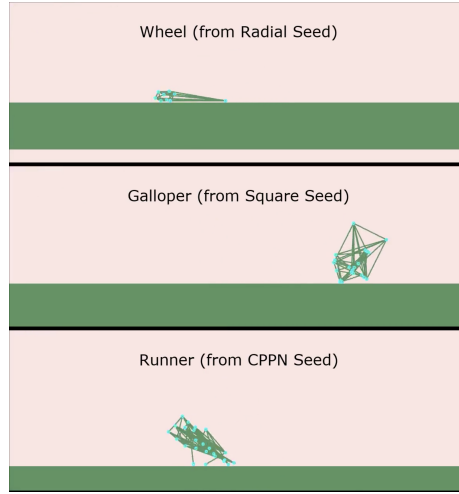 Wheel (from Radial Seed)
Galloper (from Square Seed)
Runner (from CPPN Seed)